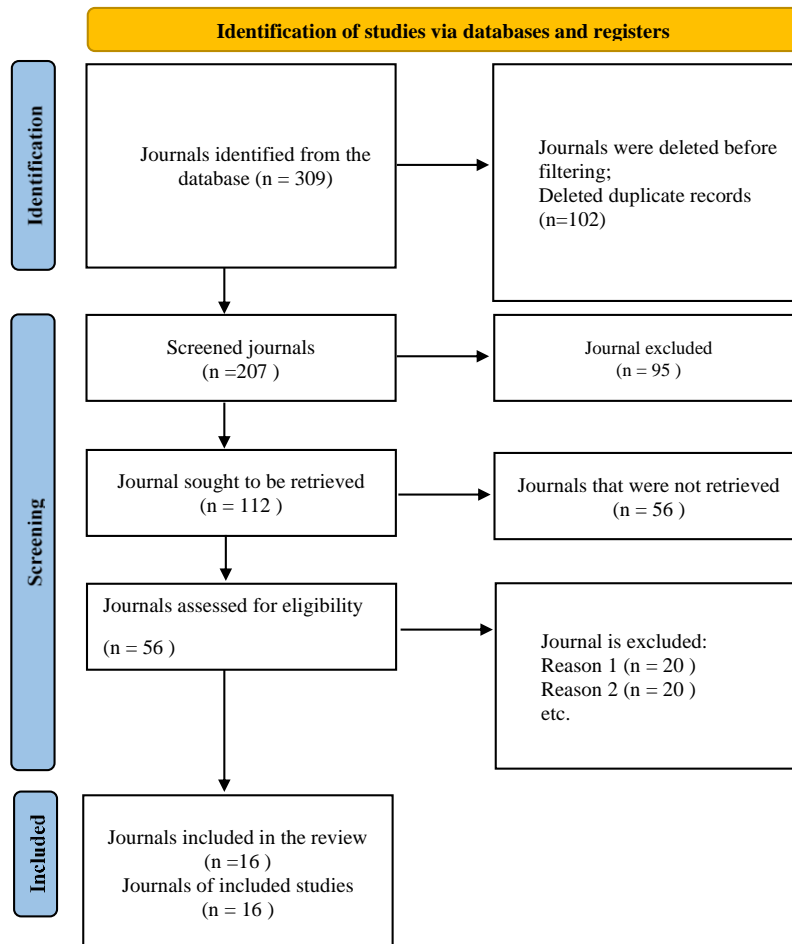 Identification of studies via databases and registers
Identification
Journals identified from the
database (n = 309)
Journals were deleted before
filtering;
Deleted duplicate records
(n=102)
Screening
Screened journals
(n =207 )
Journal excluded
(n = 95 )
Journal sought to be retrieved
(n = 112 )
Journals that were not retrieved
(n = 56 )
Journals assessed for eligibility
(n = 56 )
Journal is excluded:
Reason 1 (n = 20 )
Reason 2 (n = 20 )
etc.
Included
Journals included in the review
(n =16 )
Journals of included studies
(n = 16 )